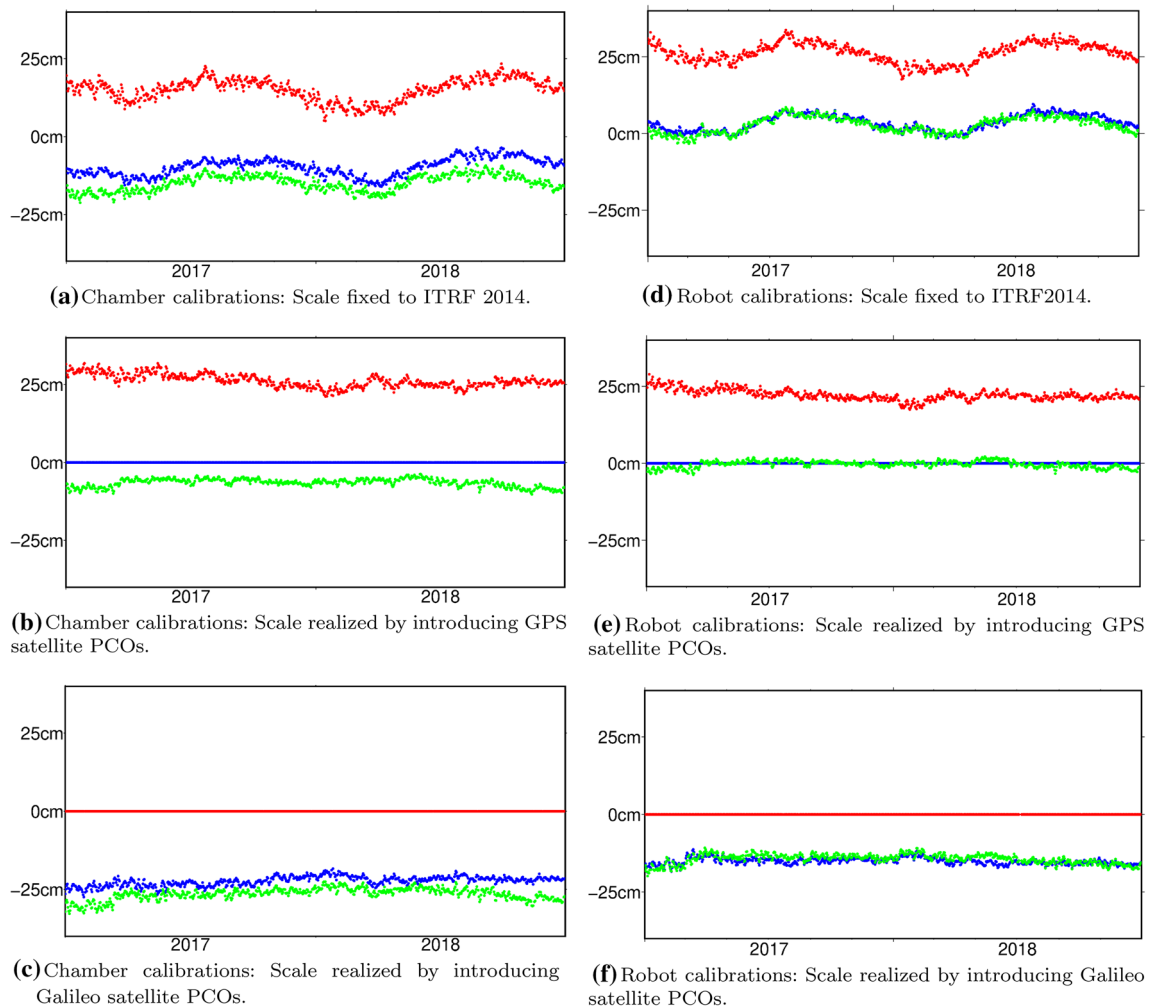 25cm
0cm
−25cm
2017 2018
(a) Chamber calibrations: Scale fixed to ITRF 2014.
25cm
0cm
−25cm
2017 2018
(b) Chamber calibrations: Scale realized by introducing GPS
satellite PCOs.
25cm
0cm
−25cm
2017 2018
(c) Chamber calibrations: Scale realized by introducing
Galileo satellite PCOs.
25cm
0cm
−25cm
2017 2018
(d) Robot calibrations: Scale fixed to ITRF2014.
25cm
0cm
−25cm
2017 2018
(e) Robot calibrations: Scale realized by introducing GPS
satellite PCOs.
25cm
0cm
−25cm
2017 2018
(f) Robot calibrations: Scale realized by introducing Galileo
satellite PCOs.